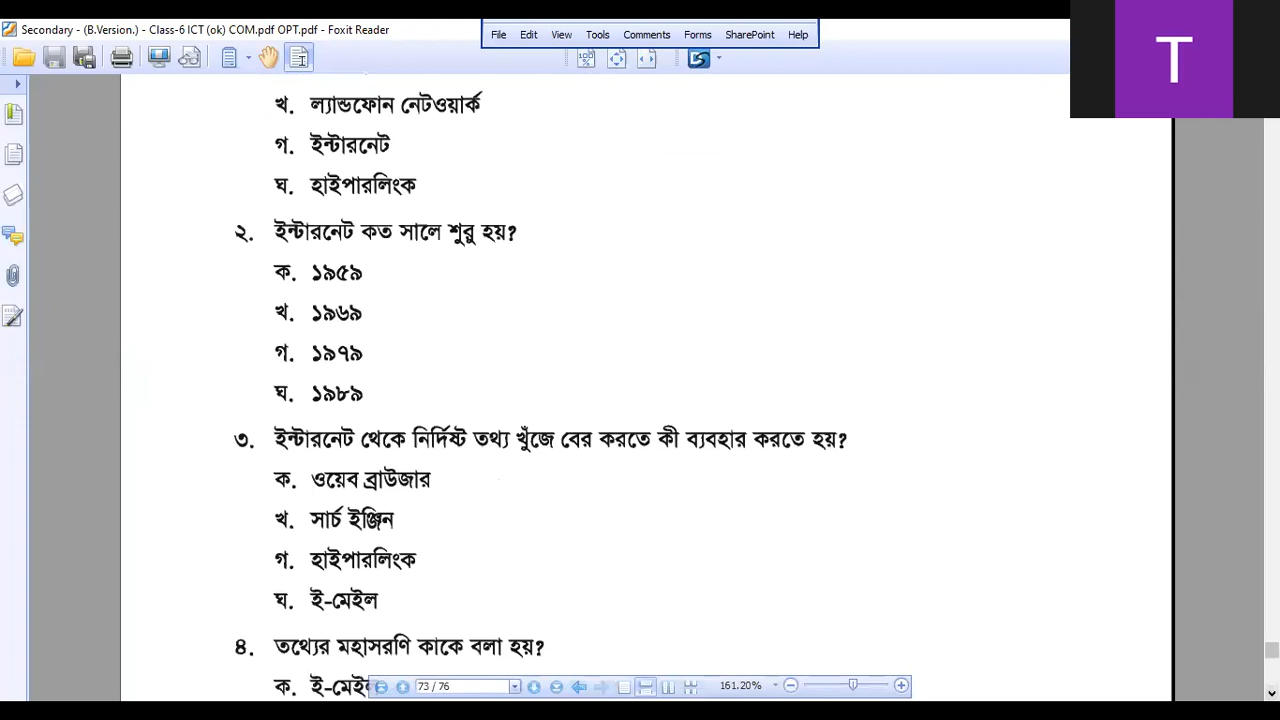 Secondary - (B.Version.) - Class-6 ICT (ok) COM.pdf OPT.pdf - Foxit Reader
File Edit View Tools Comments Forms SharePoint Help
T
খ. ল্যান্ডফোন নেটওয়ার্ক
গ. ইন্টারনেট
ঘ. হাইপারলিংক
২. ইন্টারনেট কত সালে শুরু হয়?
ক. ১৯৫৯
খ. ১৯৬৯
গ. ১৯৭৯
ঘ. ১৯৮৯
৩. ইন্টারনেট থেকে নির্দিষ্ট তথ্য খুঁজে বের করতে কী ব্যবহার করতে হয়?
ক. ওয়েব ব্রাউজার
খ. সার্চ ইঞ্জিন
গ. হাইপারলিংক
ঘ. ই-মেইল
৪. তথ্যের মহাসরণি কাকে বলা হয়?
ক. ই-মেইল
73 / 76
161.20%